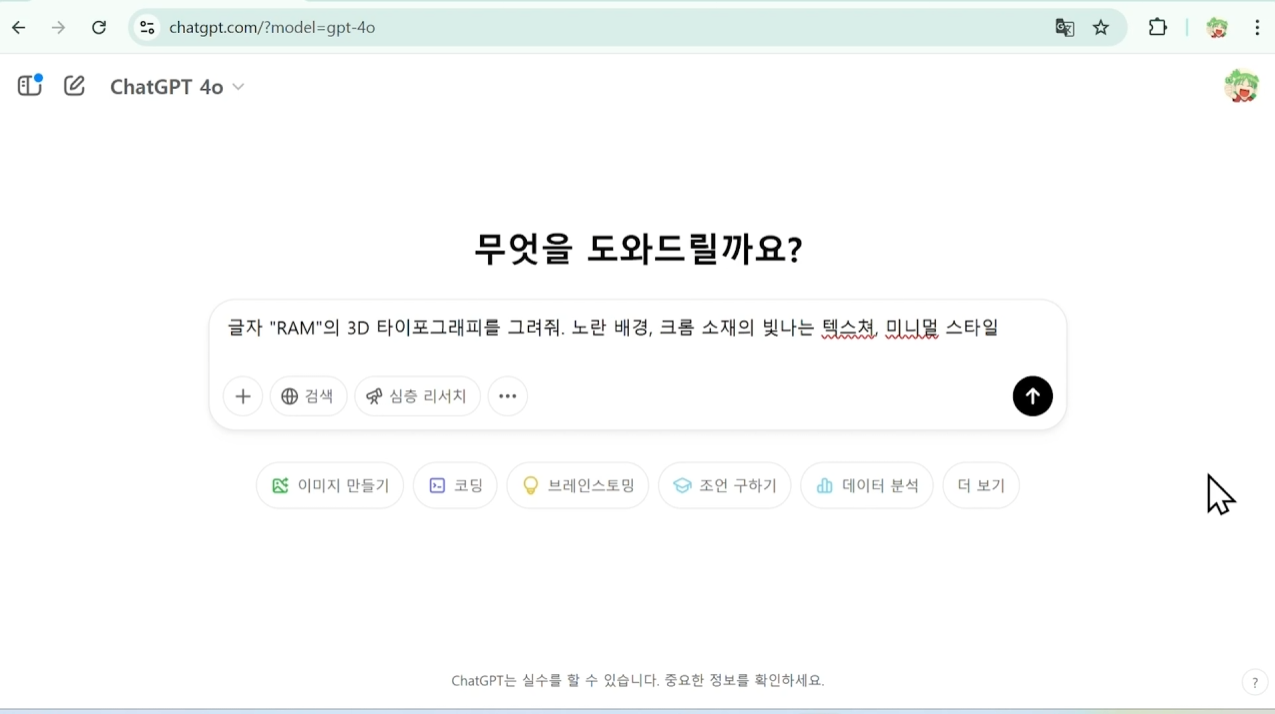 chatgpt.com/?model=gpt-4o
ChatGPT 4o
무엇을 도와드릴까요?
글자 "RAM"의 3D 타이포그래피를 그려줘. 노란 배경, 크롬 소재의 빛나는 텍스쳐, 미니멀 스타일
검색 심층 리서치
이미지 만들기 코딩 브레인스토밍 조언 구하기 데이터 분석 더 보기
ChatGPT는 실수를 할 수 있습니다. 중요한 정보를 확인하세요.
?